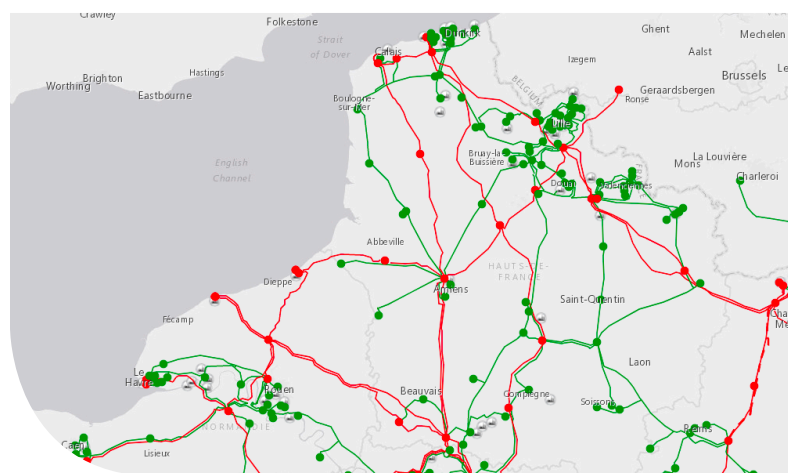 Crawley
Folkestone
Ghent
Mechelen
Strait
of Dover
Dunkirk
Calais
Izegem
Aalst
Brussels
Hastings
Brighton
Worthing
Eastbourne
Boulogne-
sur-Mer
BELGIUM
Geraardsbergen
Ronse
Lille
English
Channel
Bruay-la
Buissière
La Louvière
Mons
Charleroi
Douai
Valenciennes
FRANCE
Abbeville
Dieppe
HAUTS-DE-
FRANCE
Amiens
Saint-Quentin
Fécamp
Le
Havre
Rouen
Beauvais
Compiègne
Laon
Soissons
NORMANDIE
Reims
Caen
Lisieux